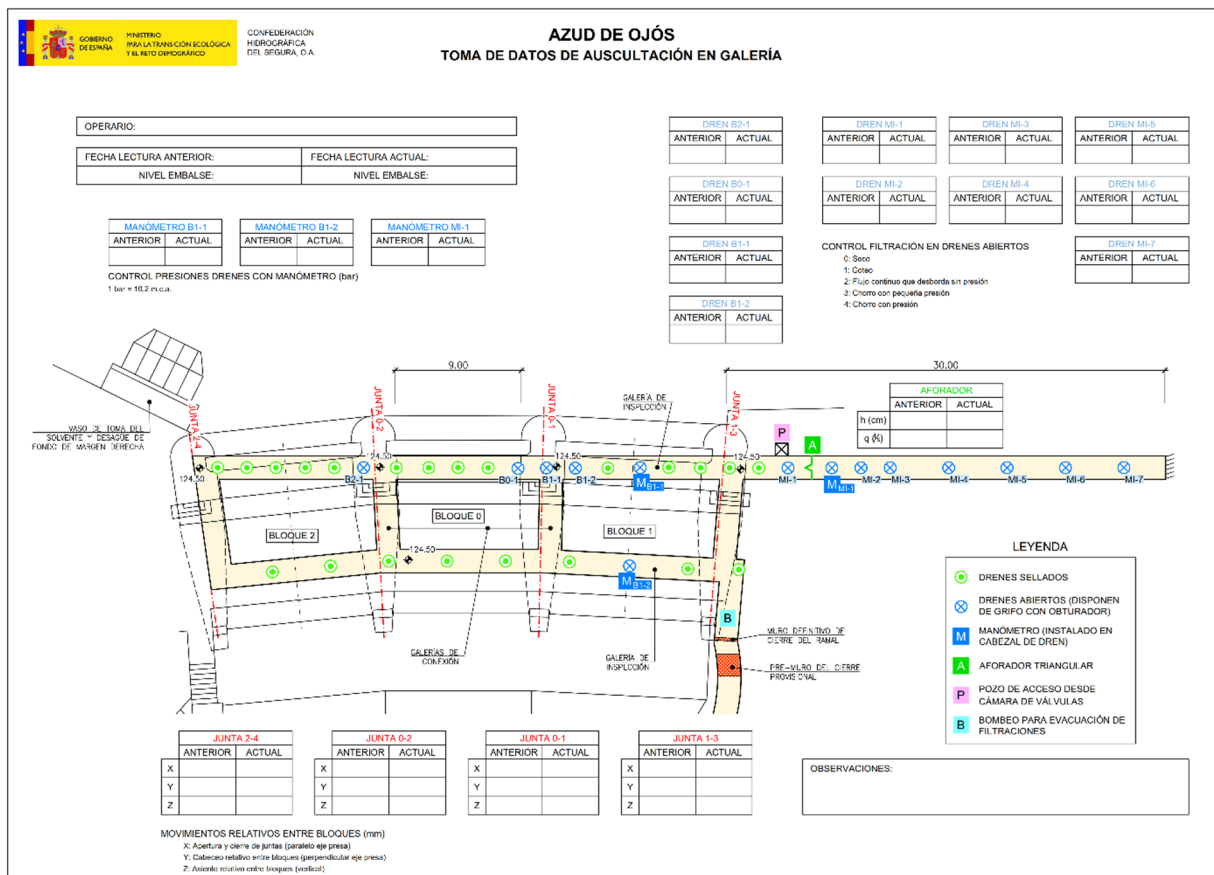 GOBIERNO
DE ESPAÑA
MINISTERIO
PARA LA TRANSICIÓN ECOLÓGICA
Y EL RETO DEMOGRÁFICO
CONFEDERACIÓN
HIDROGRÁFICA
DEL SEGURA, O.A.
AZUD DE OJÓS
TOMA DE DATOS DE AUSCULTACIÓN EN GALERÍA
OPERARIO:
FECHA LECTURA ANTERIOR: FECHA LECTURA ACTUAL:
NIVEL EMBALSE: NIVEL EMBALSE:
MANÓMETRO B1-1 MANÓMETRO B1-2 MANÓMETRO MI-1
ANTERIOR ACTUAL ANTERIOR ACTUAL ANTERIOR ACTUAL
CONTROL PRESIONES DRENES CON MANÓMETRO (bar)
1 bar = 10,2 m.c.a.
DREN B2-1 DREN MI-1 DREN MI-3 DREN MI-5
ANTERIOR ACTUAL ANTERIOR ACTUAL ANTERIOR ACTUAL ANTERIOR ACTUAL
DREN B0-1 DREN MI-2 DREN MI-4 DREN MI-6
ANTERIOR ACTUAL ANTERIOR ACTUAL ANTERIOR ACTUAL ANTERIOR ACTUAL
DREN B1-1 DREN MI-7
ANTERIOR ACTUAL ANTERIOR ACTUAL
DREN B1-2
ANTERIOR ACTUAL
CONTROL FILTRACIÓN EN DRENES ABIERTOS
0: Seco
1: Goteo
2: Flujo continuo que desborda sin presión
3: Chorro con pequeña presión
4: Chorro con presión
9.00 30.00
AFORADOR
ANTERIOR ACTUAL
h (cm)
VASO DE TOMA DEL
SOLVENTE Y DESAGÜE DE
FONDO DE MARGEN DERECHA
JUNTA 2-4
JUNTA 0-2
JUNTA 0-1
JUNTA 1-3
GALERÍA DE
INSPECCIÓN
P
A
124.50 124.50 124.50 124.50
B2-1 B0-1 B1-1 B1-2 M B1-1 MI-1 M MI-1 MI-2 MI-3 MI-4 MI-5 MI-6 MI-7
BLOQUE 2
BLOQUE 0
BLOQUE 1
124.50
M B1-2
B
GALERÍAS DE
CONEXIÓN
GALERÍA DE
INSPECCIÓN
MURO DEFINITIVO DE
CIERRE DEL RAMAL
PRE-MURO DEL CIERRE
PROVISIONAL
LEYENDA
DRENES SELLADOS
DRENES ABIERTOS (DISPONEN
DE GRIFO CON OBTURADOR)
M MANÓMETRO (INSTALADO EN
CABEZAL DE DREN)
A AFORADOR TRIANGULAR
P POZO DE ACCESO DESDE
CÁMARA DE VÁLVULAS
B BOMBEO PARA EVACUACIÓN DE
FILTRACIONES
JUNTA 2-4 JUNTA 0-2 JUNTA 0-1 JUNTA 1-3
ANTERIOR ACTUAL ANTERIOR ACTUAL ANTERIOR ACTUAL ANTERIOR ACTUAL
X X X X
Y Y Y Y
Z Z Z Z
OBSERVACIONES:
MOVIMIENTOS RELATIVOS ENTRE BLOQUES (mm)
X: Apertura y cierre de juntas (paralelo eje presa)
Y: Cabeceo relativo entre bloques (perpendicular eje presa)
Z: Asiento relativo entre bloques (vertical)